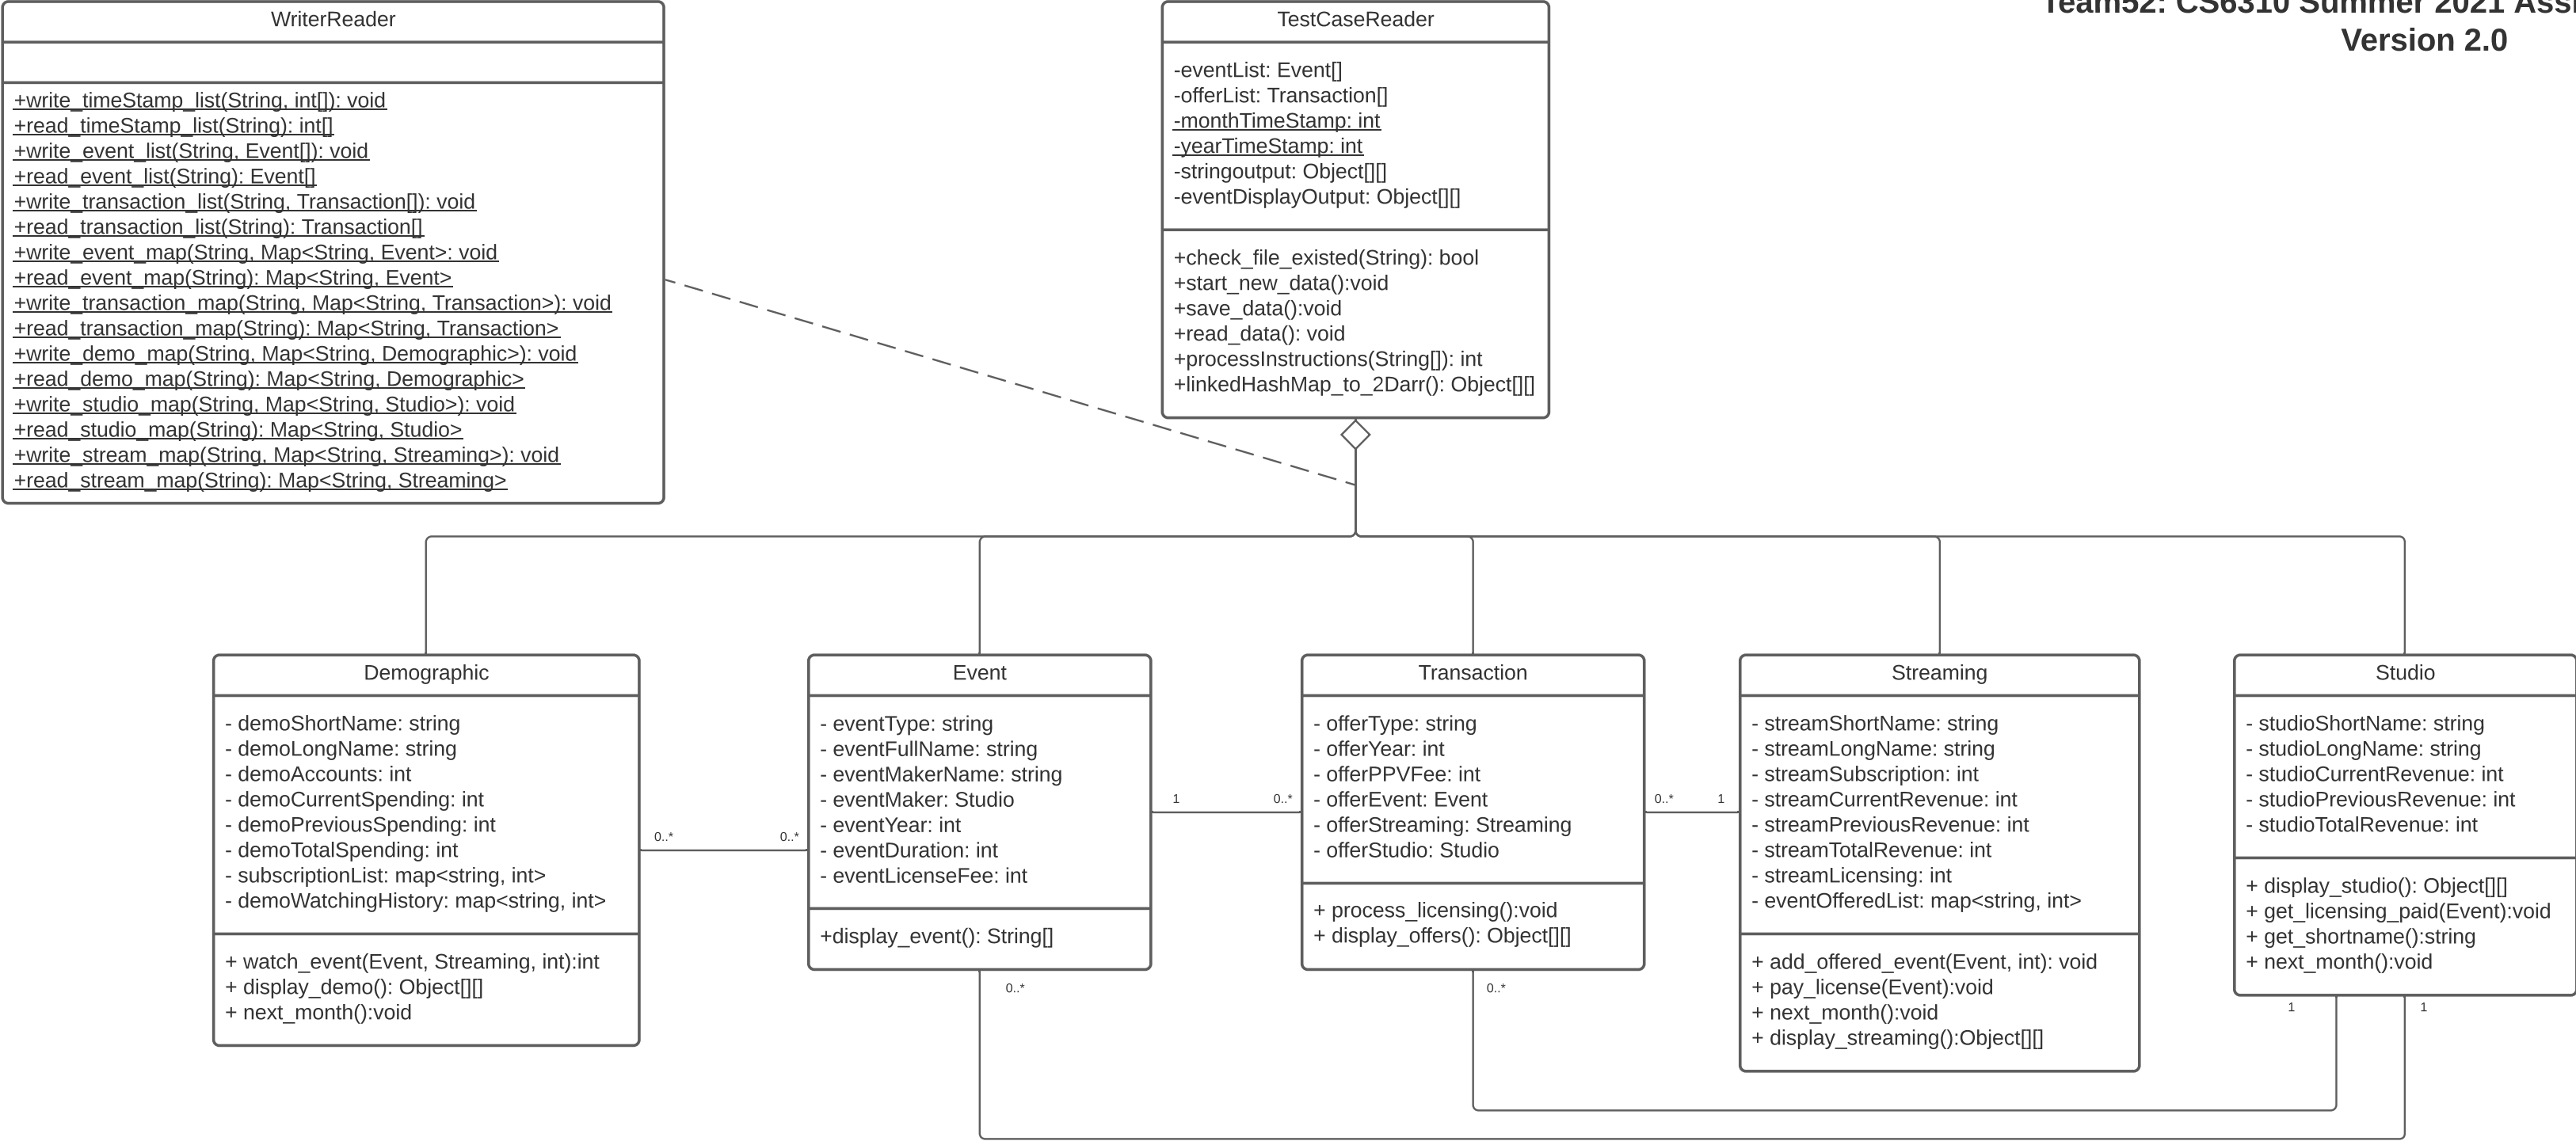 WriterReader
+write_timeStamp_list(String, int[]): void
+read_timeStamp_list(String): int[]
+write_event_list(String, Event[]): void
+read_event_list(String): Event[]
+write_transaction_list(String, Transaction[]): void
+read_transaction_list(String): Transaction[]
+write_event_map(String, Map<String, Event>: void
+read_event_map(String): Map<String, Event>
+write_transaction_map(String, Map<String, Transaction>): void
+read_transaction_map(String): Map<String, Transaction>
+write_demo_map(String, Map<String, Demographic>): void
+read_demo_map(String): Map<String, Demographic>
+write_studio_map(String, Map<String, Studio>): void
+read_studio_map(String): Map<String, Studio>
+write_stream_map(String, Map<String, Streaming>): void
+read_stream_map(String): Map<String, Streaming>
TestCaseReader
-eventList: Event[]
-offerList: Transaction[]
-monthTimeStamp: int
-yearTimeStamp: int
-stringoutput: Object[][]
-eventDisplayOutput: Object[][]
+check_file_existed(String): bool
+start_new_data():void
+save_data():void
+read_data(): void
+processInstructions(String[]): int
+linkedHashMap_to_2Darr(): Object[][]
Team52: CS6310 Summer 2021
Version 2.0
Demographic
- demoShortName: string
- demoLongName: string
- demoAccounts: int
- demoCurrentSpending: int
- demoPreviousSpending: int
- demoTotalSpending: int
- subscriptionList: map<string, int>
- demoWatchingHistory: map<string, int>
+ watch_event(Event, Streaming, int):int
+ display_demo(): Object[][]
+ next_month():void
0..*
0..*
Event
- eventType: string
- eventFullName: string
- eventMakerName: string
- eventMaker: Studio
- eventYear: int
- eventDuration: int
- eventLicenseFee: int
+display_event(): String[]
0..*
1
0..*
Transaction
- offerType: string
- offerYear: int
- offerPPVFee: int
- offerEvent: Event
- offerStreaming: Streaming
- offerStudio: Studio
+ process_licensing():void
+ display_offers(): Object[][]
0..*
0..*
1
Streaming
- streamShortName: string
- streamLongName: string
- streamSubscription: int
- streamCurrentRevenue: int
- streamPreviousRevenue: int
- streamTotalRevenue: int
- streamLicensing: int
- eventOfferedList: map<string, int>
+ add_offered_event(Event, int): void
+ pay_license(Event):void
+ next_month():void
+ display_streaming():Object[][]
Studio
- studioShortName: string
- studioLongName: string
- studioCurrentRevenue: int
- studioPreviousRevenue: int
- studioTotalRevenue: int
+ display_studio(): Object[][]
+ get_licensing_paid(Event):void
+ get_shortname():string
+ next_month():void
1
1